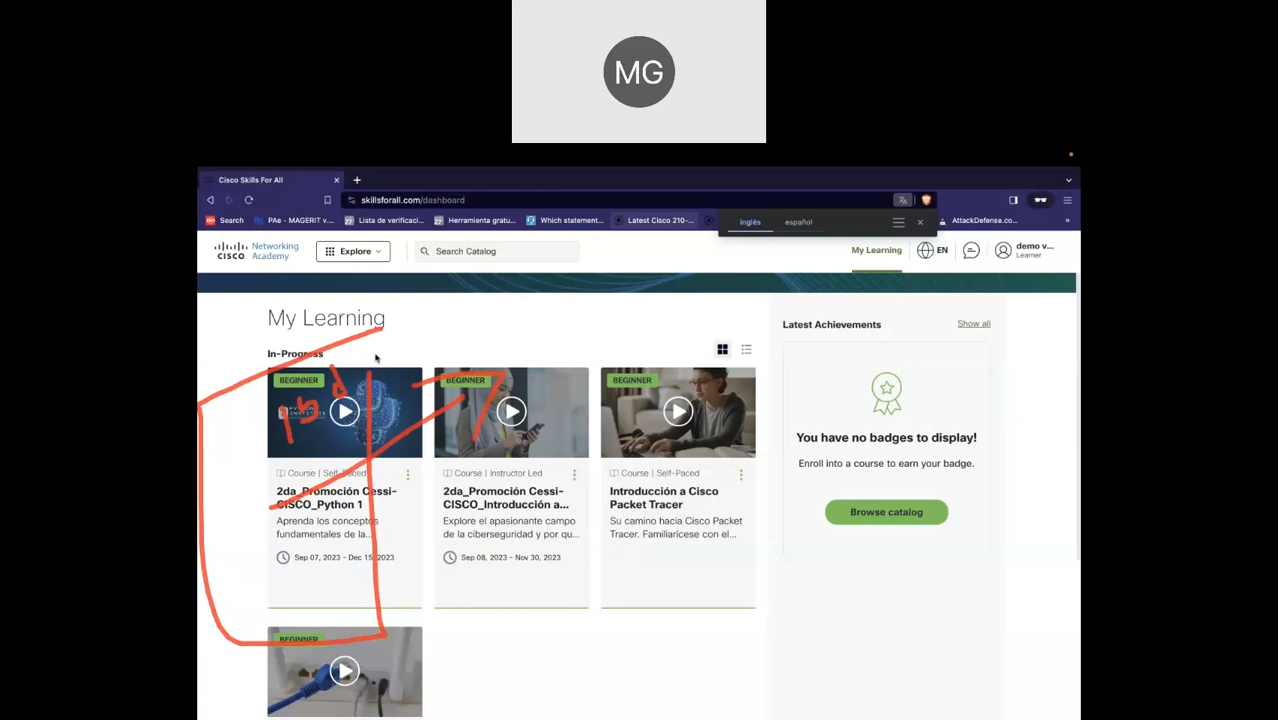 MG
Cisco Skills For All
skillsforall.com/dashboard
Search
PAe - MAGERIT v...
Lista de verificaci...
Herramienta gratu...
Which statement...
Latest Cisco 210-...
AttackDefense.co...
»
inglés
español
CISCO
Networking Academy
Explore
Search Catalog
My Learning
EN
demo v...
Learner
My Learning
In-Progress
Latest Achievements
Show all
BEGINNER
Course | Self-Paced
2da_Promoción Cessi-
CISCO_Python 1
Aprenda los conceptos
fundamentales de la...
Sep 07, 2023 - Dec 15, 2023
BEGINNER
Course | Instructor Led
2da_Promoción Cessi-
CISCO_Introducción a...
Explore el apasionante campo
de la ciberseguridad y por qu...
Sep 08, 2023 - Nov 30, 2023
BEGINNER
Course | Self-Paced
Introducción a Cisco
Packet Tracer
Su camino hacia Cisco Packet
Tracer. Familiarícese con el...
You have no badges to display!
Enroll into a course to earn your badge.
Browse catalog
BEGINNER